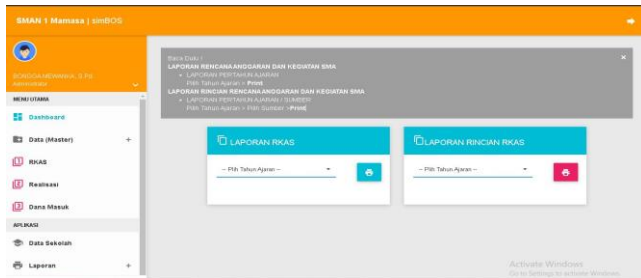 SMAN 1 Mamasa | simBOS
Administrator
MENU UTAMA
Dashboard
Data (Master)
RKAS
Realisasi
Dana Masuk
APLIKASI
Data Sekolah
Laporan
Baca Dulu !
LAPORAN RENCANA ANGGARAN DAN KEGIATAN SMA
LAPORAN PERTAHUN AJARAN
Pilih Tahun Ajaran > Print
LAPORAN RINCIAN RENCANA ANGGARAN DAN KEGIATAN SMA
LAPORAN PERTAHUN AJARAN / SUMBER
Pilih Tahun Ajaran > Pilih Sumber >Print|
LAPORAN RKAS
-- Pilih Tahun Ajaran --
LAPORAN RINCIAN RKAS
-- Pilih Tahun Ajaran --
Activate Windows
Go to Settings to activate Windows.